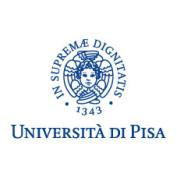 IN SUPREMÆ DIGNITATIS
1343
UNIVERSITÀ DI PISA